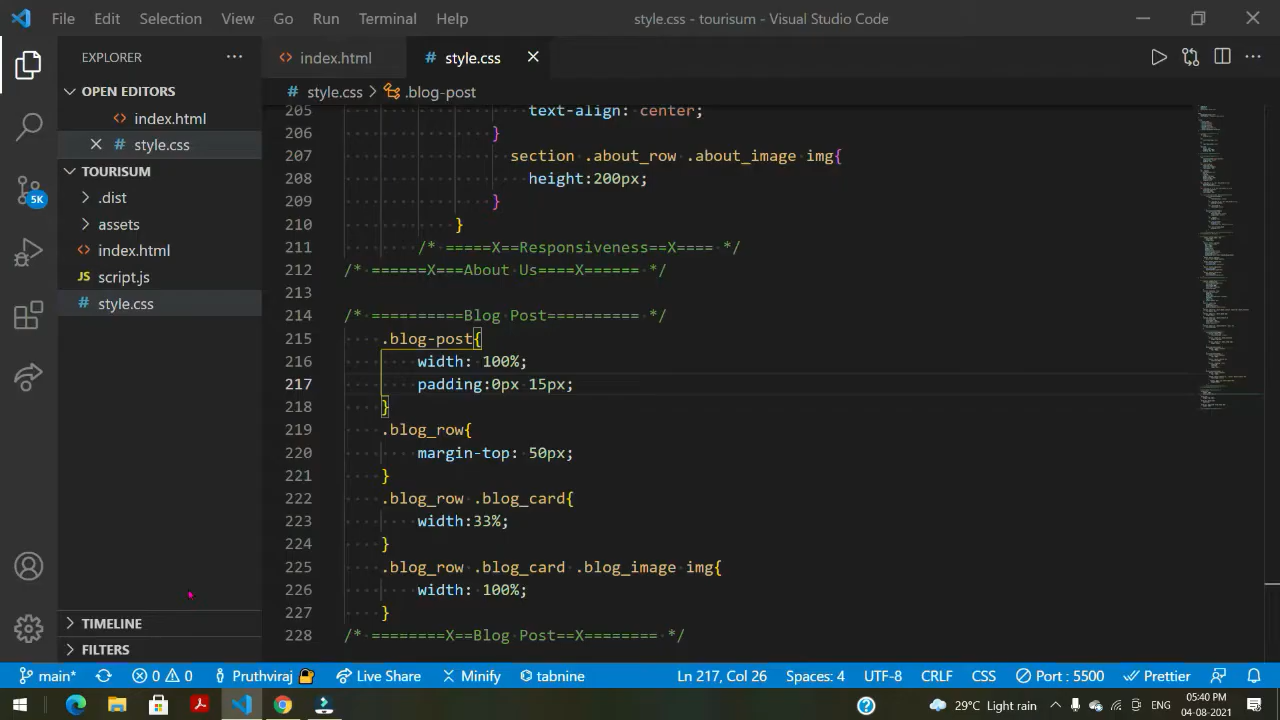 File Edit Selection View Go Run Terminal Help style.css - tourisum - Visual Studio Code
EXPLORER
index.html style.css
OPEN EDITORS
style.css > .blog-post
index.html
style.css
TOURISUM
.dist
assets
index.html
script.js
style.css
TIMELINE
FILTERS
5K
205 text-align: center;
206 }
207 section .about_row .about_image img{
208 height:200px;
209 }
210 }
211 /* =====X==Responsiveness==X==== */
212 /* ======X===About Us====X====== */
213
214 /* ==========Blog Post========== */
215 .blog-post{
216 width: 100%;
217 padding:0px 15px;
218 }
219 .blog_row{
220 margin-top: 50px;
221 }
222 .blog_row .blog_card{
223 width:33%;
224 }
225 .blog_row .blog_card .blog_image img{
226 width: 100%;
227 }
228 /* ========X==Blog Post==X======== */
main* 0 0 Pruthviraj Live Share Minify tabnine Ln 217, Col 26 Spaces: 4 UTF-8 CRLF CSS Port : 5500 Prettier
29°C Light rain ENG 05:40 PM
04-08-2021